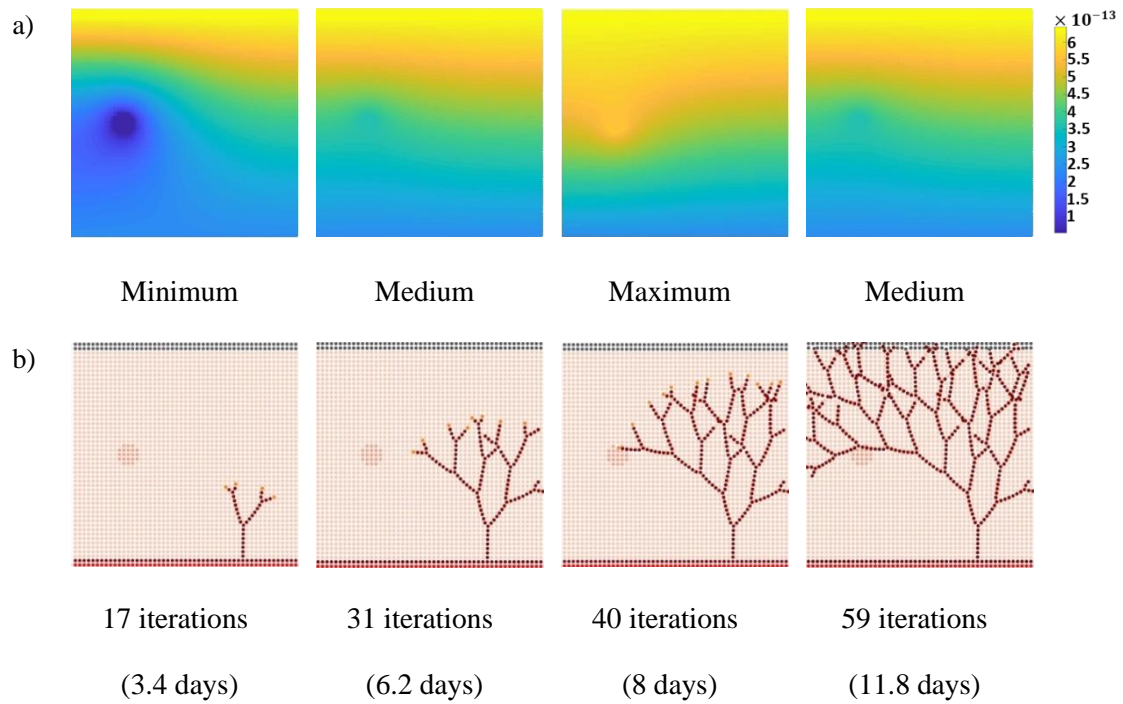 a)
× 10−13
6
5.5
5
4.5
4
3.5
3
2.5
2
1.5
1
Minimum Medium Maximum Medium
b)
17 iterations 31 iterations 40 iterations 59 iterations
(3.4 days) (6.2 days) (8 days) (11.8 days)